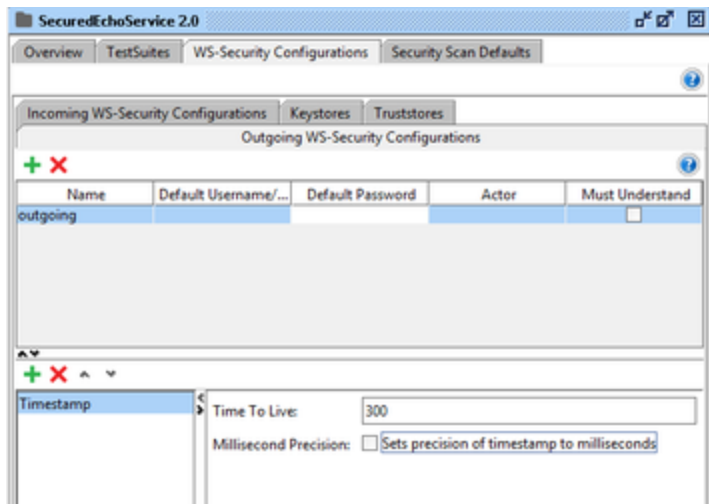 SecuredEchoService 2.0
Overview TestSuites WS-Security Configurations Security Scan Defaults
Incoming WS-Security Configurations Keystores Truststores
Outgoing WS-Security Configurations
Name Default Username/... Default Password Actor Must Understand
outgoing
Timestamp
Time To Live: 300
Millisecond Precision: Sets precision of timestamp to milliseconds